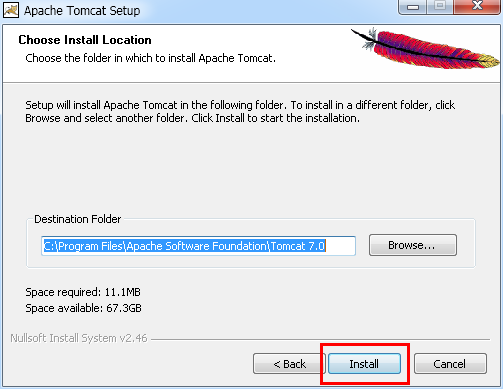 Apache Tomcat Setup
Choose Install Location
Choose the folder in which to install Apache Tomcat.
Setup will install Apache Tomcat in the following folder. To install in a different folder, click
Browse and select another folder. Click Install to start the installation.
Destination Folder
C:\Program Files\Apache Software Foundation\Tomcat 7.0
Browse...
Space required: 11.1MB
Space available: 67.3GB
Nullsoft Install System v2.46
< Back
Install
Cancel